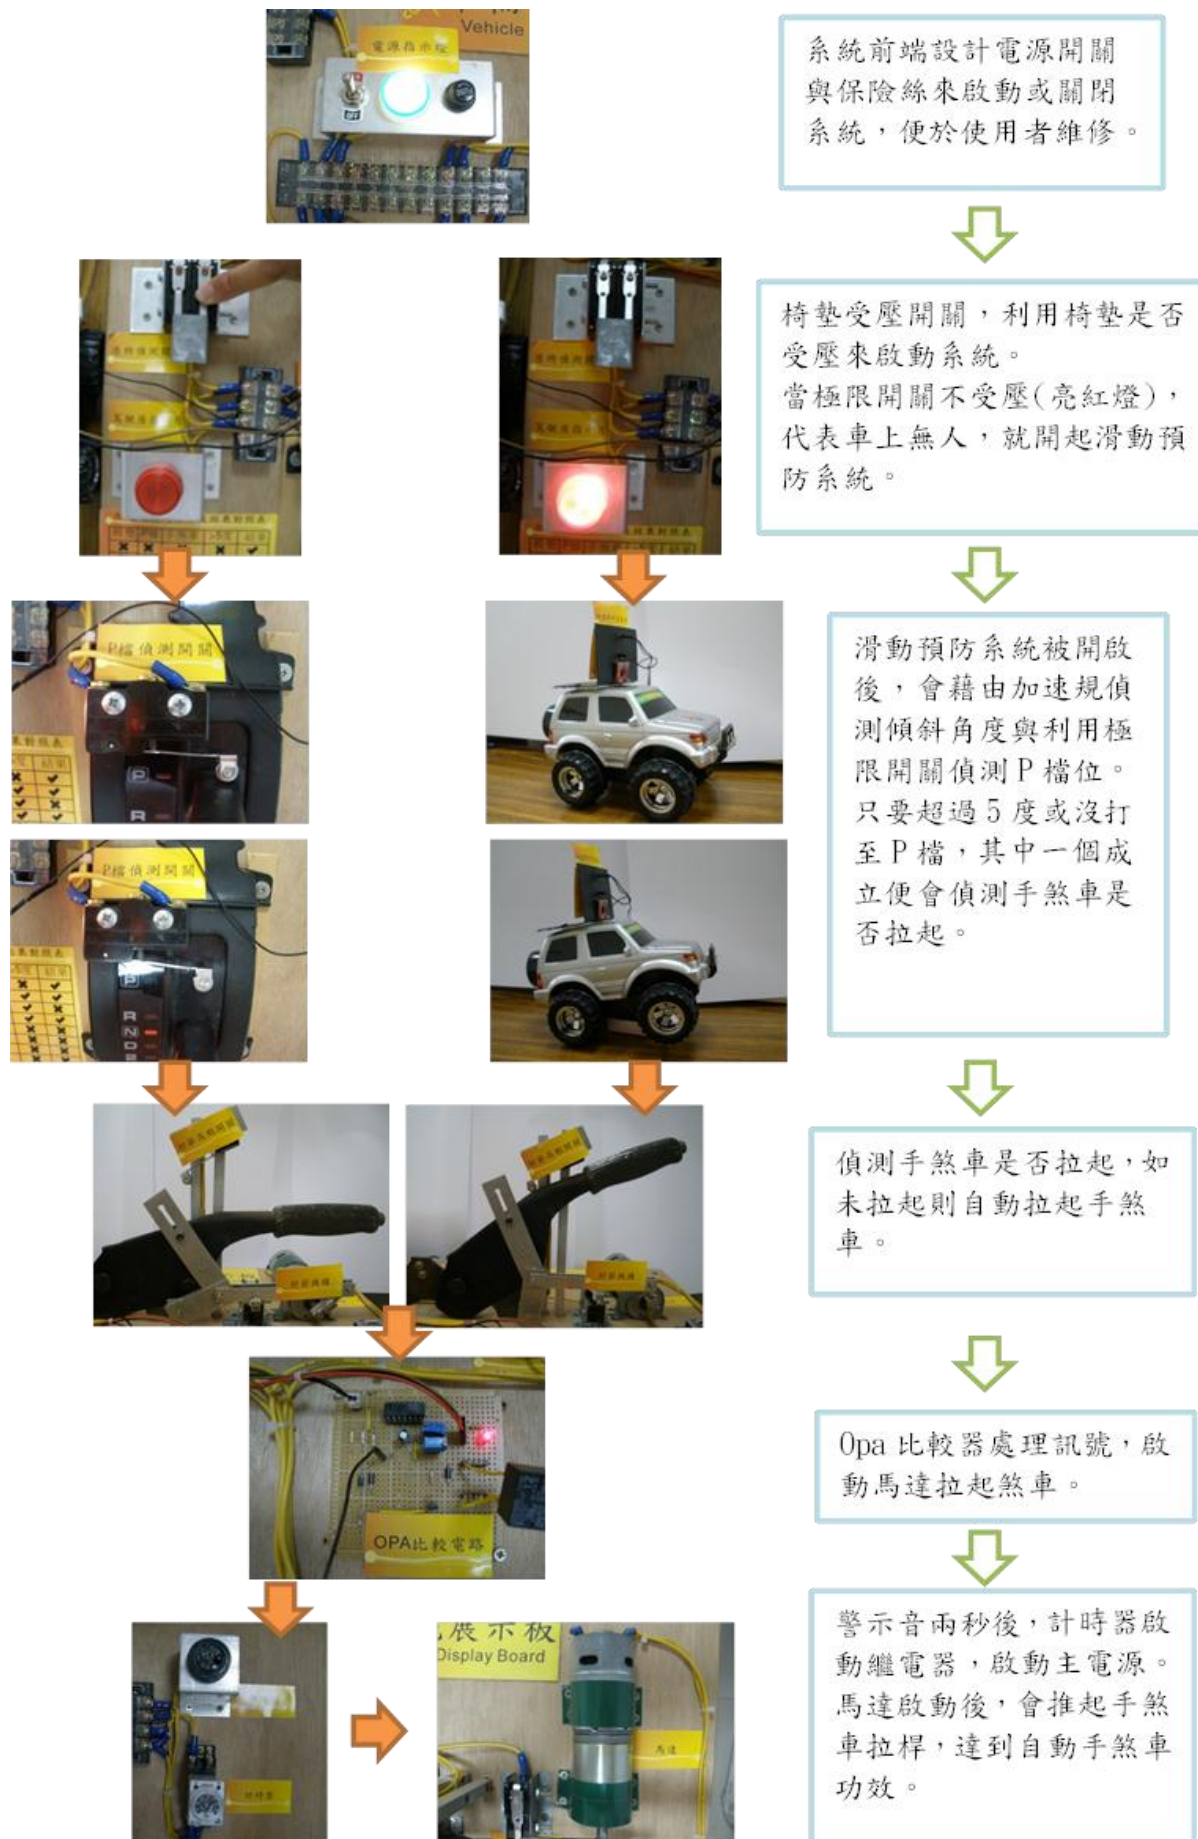 Vehicle
電源指示燈
OFF
系統前端設計電源開關
與保險絲來啟動或關閉
系統，便於使用者維修。
椅墊受壓開關，利用椅墊是否
受壓來啟動系統。
當極限開關不受壓(亮紅燈)，
代表車上無人，就開起滑動預
防系統。
P檔偵測開關
結果
P
R
P檔偵測開關
結果
P
R
N
D
2
滑動預防系統被開啟
後，會藉由加速規偵
測傾斜角度與利用極
限開關偵測P檔位。
只要超過5度或沒打
至P檔，其中一個成
立便會偵測手煞車是
否拉起。
偵測手煞車是否拉起，如
未拉起則自動拉起手煞
車。
OPA比較電路
Opa 比較器處理訊號，啟
動馬達拉起煞車。
展示板
Display Board
馬達
警示音兩秒後，計時器啟
動繼電器，啟動主電源。
馬達啟動後，會推起手煞
車拉桿，達到自動手煞車
功效。